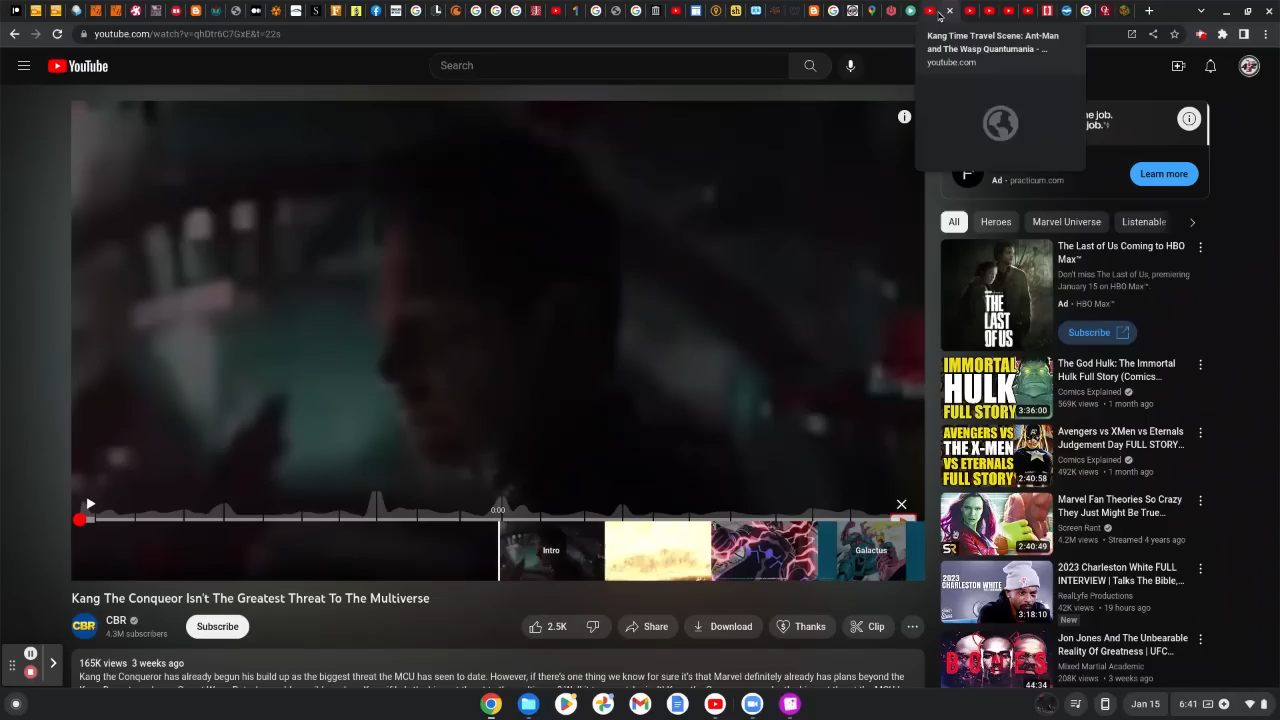 Kang Time Travel Scene: Ant-Man
and The Wasp Quantumania - ...
youtube.com
youtube.com/watch?v=qhDtr6C7GxE&t=22s
YouTube
Search
ne job.
job.
Ad • practicum.com
Learn more
All
Heroes
Marvel Universe
Listenable
THE
LAST
OF US
The Last of Us Coming to HBO
Max™
Don't miss The Last of Us, premiering
January 15 on HBO Max™.
Ad • HBO Max™
Subscribe
IMMORTAL
HULK
FULL STORY
3:36:00
The God Hulk: The Immortal
Hulk Full Story (Comics...
Comics Explained
569K views • 1 month ago
AVENGERS VS
THE X-MEN
VS ETERNALS
FULL STORY
2:40:58
Avengers vs XMen vs Eternals
Judgement Day FULL STORY...
Comics Explained
492K views • 1 month ago
SR
2:40:49
Marvel Fan Theories So Crazy
They Just Might Be True...
Screen Rant
4.2M views • Streamed 4 years ago
2023
CHARLESTON WHITE
FULL INTERVIEW
3:18:10
2023 Charleston White FULL
INTERVIEW | Talks The Bible,...
RealLyfe Productions
42K views • 19 hours ago
New
BONES
44:34
Jon Jones And The Unbearable
Reality Of Greatness | UFC...
Mixed Martial Academic
208K views • 3 weeks ago
0:00
Intro
Galactus
Kang The Conqueor Isn't The Greatest Threat To The Multiverse
CBR
CBR
4.3M subscribers
Subscribe
2.5K
Share
Download
Thanks
Clip
165K views 3 weeks ago
Kang the Conqueror has already begun his build up as the biggest threat the MCU has seen to date. However, if there's one thing we know for sure it's that Marvel definitely already has plans beyond the
Jan 15
6:41